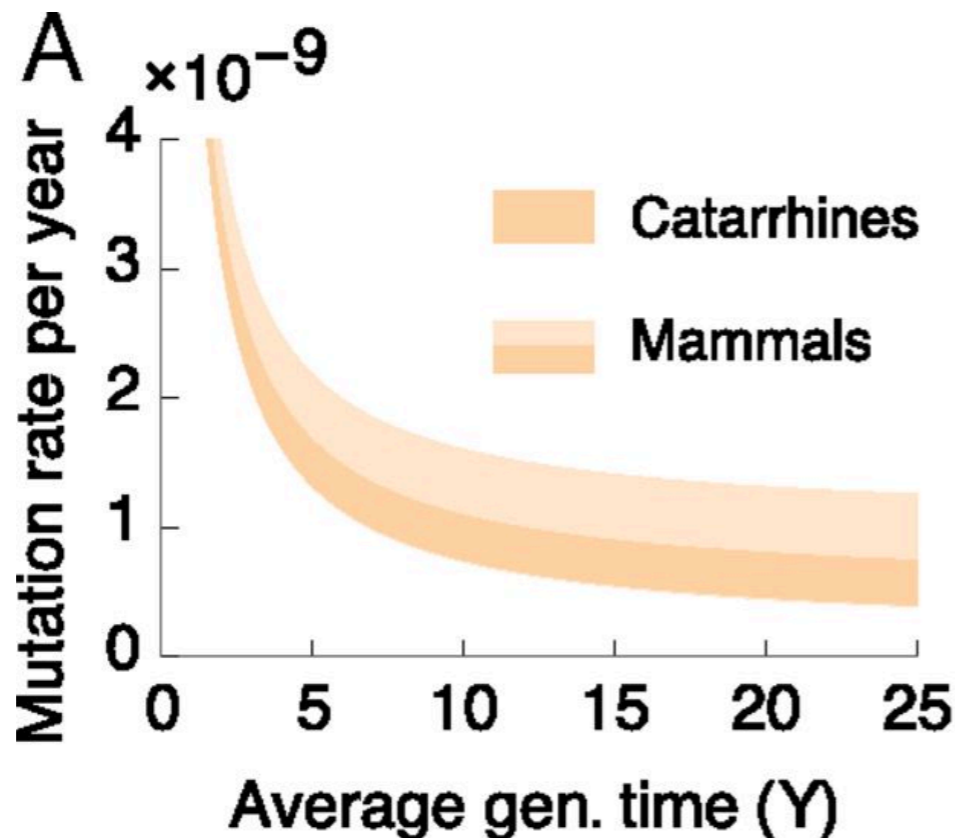 A
×10−9
Mutation rate per year
4
3
2
1
0
Catarrhines
Mammals
0 5 10 15 20 25
Average gen. time (Y)